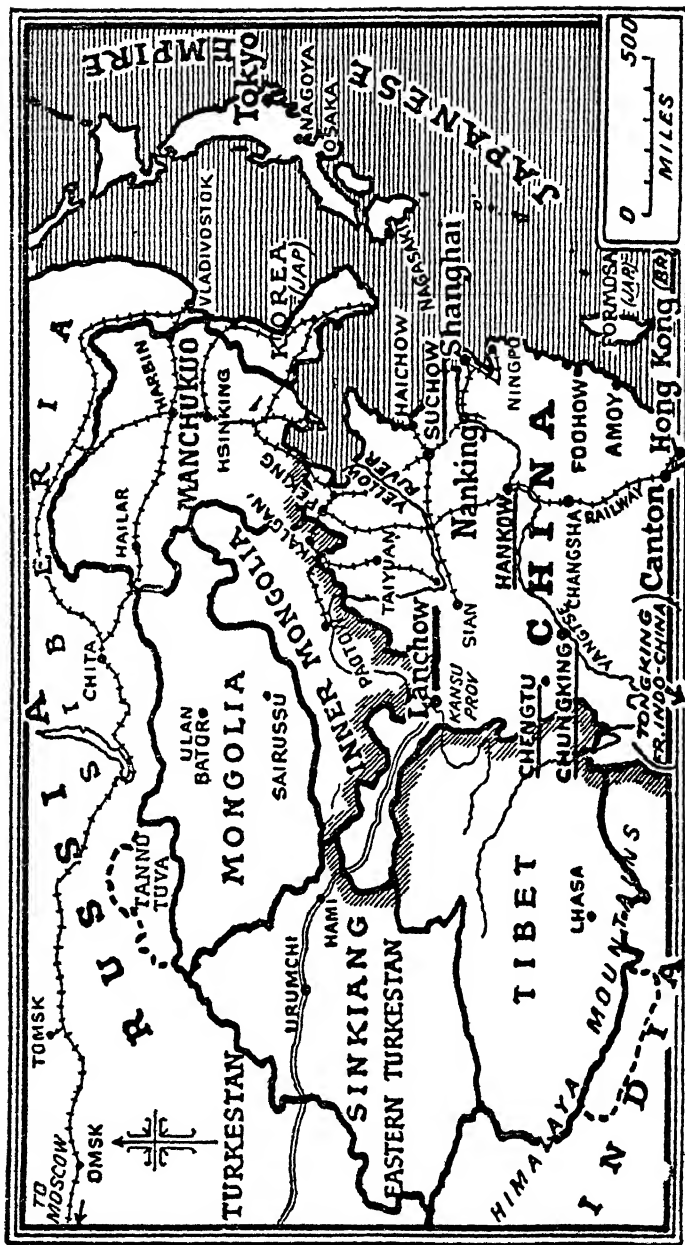 TO
MOSCOW
OMSK
TOMSK
RUSSIA
SIBERIA
CHITA
TURKESTAN
TANNU
TUVA
HAILAR
HARBIN
MANCHUKUO
HSINKING
VLADIVOSTOK
MONGOLIA
ULAN
BATOR
SAIRUSSU
INNER MONGOLIA
KALGAN
PEKING
PAOTOW
KOREA
(JAP)
JAPANESE
EMPIRE
Tokyo
NAGOYA
OSAKA
NAGASAKI
URUMCHI
HAMI
SINKIANG
EASTERN TURKESTAN
TAIYUAN
YELLOW
RIVER
HAICHOW
SUCHOW
Shanghai
Lanchow
KANSU
PROV
SIAN
Nanking
NINGPO
HANKOW
CHINA
CHENGTU
CHUNGKING
YANGTSE
CHANGSHA
RAILWAY
FOOHOW
AMOY
FORMOSA
(JAP)
Canton
Hong Kong (BR)
TONGKING
FR. INDO-CHINA
TIBET
LHASA
HIMALAYA MOUNTAINS
INDIA
0 500
MILES